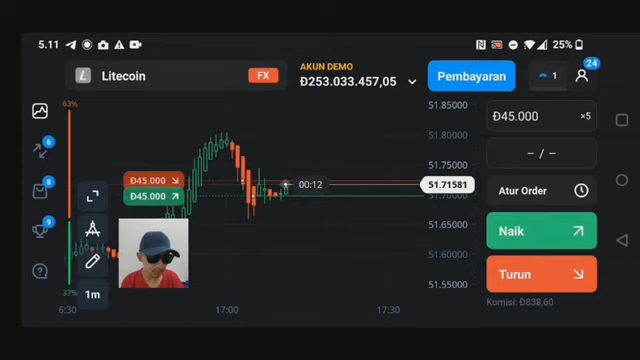 5.11
25%
Litecoin
FX
AKUN DEMO
Đ253.033.457,05
Pembayaran
1
24
63%
51.85000
51.80000
51.75000
51.71581
51.70000
51.65000
51.60000
51.55000
Đ45.000
Đ45.000
00:12
6
8
9
37%
1m
6:30
17:00
17:30
Đ45.000
×5
– / –
Atur Order
Naik
Turun
Komisi: Đ838,60